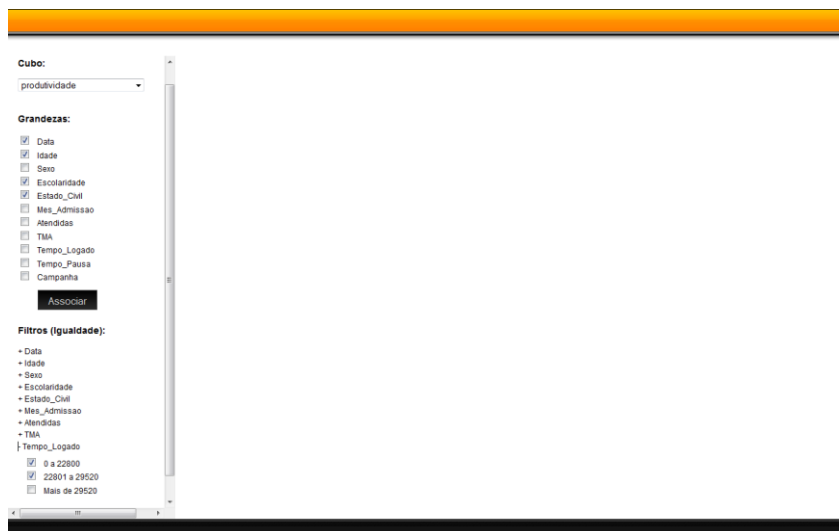 Cubo:
produtividade
Grandezas:
Data
Idade
Sexo
Escolaridade
Estado_Civil
Mes_Admissao
Atendidas
TMA
Tempo_Logado
Tempo_Pausa
Campanha
Associar
Filtros (Igualdade):
+ Data
+ Idade
+ Sexo
+ Escolaridade
+ Estado_Civil
+ Mes_Admissao
+ Atendidas
+ TMA
├ Tempo_Logado
0 a 22800
22801 a 29520
Mais de 29520